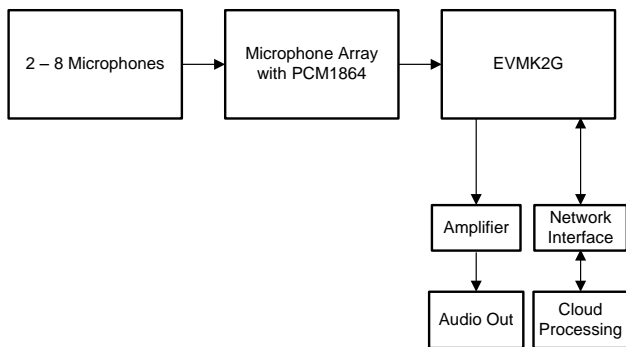 2 – 8 Microphones
Microphone Array
with PCM1864
EVMK2G
Amplifier
Network
Interface
Audio Out
Cloud
Processing